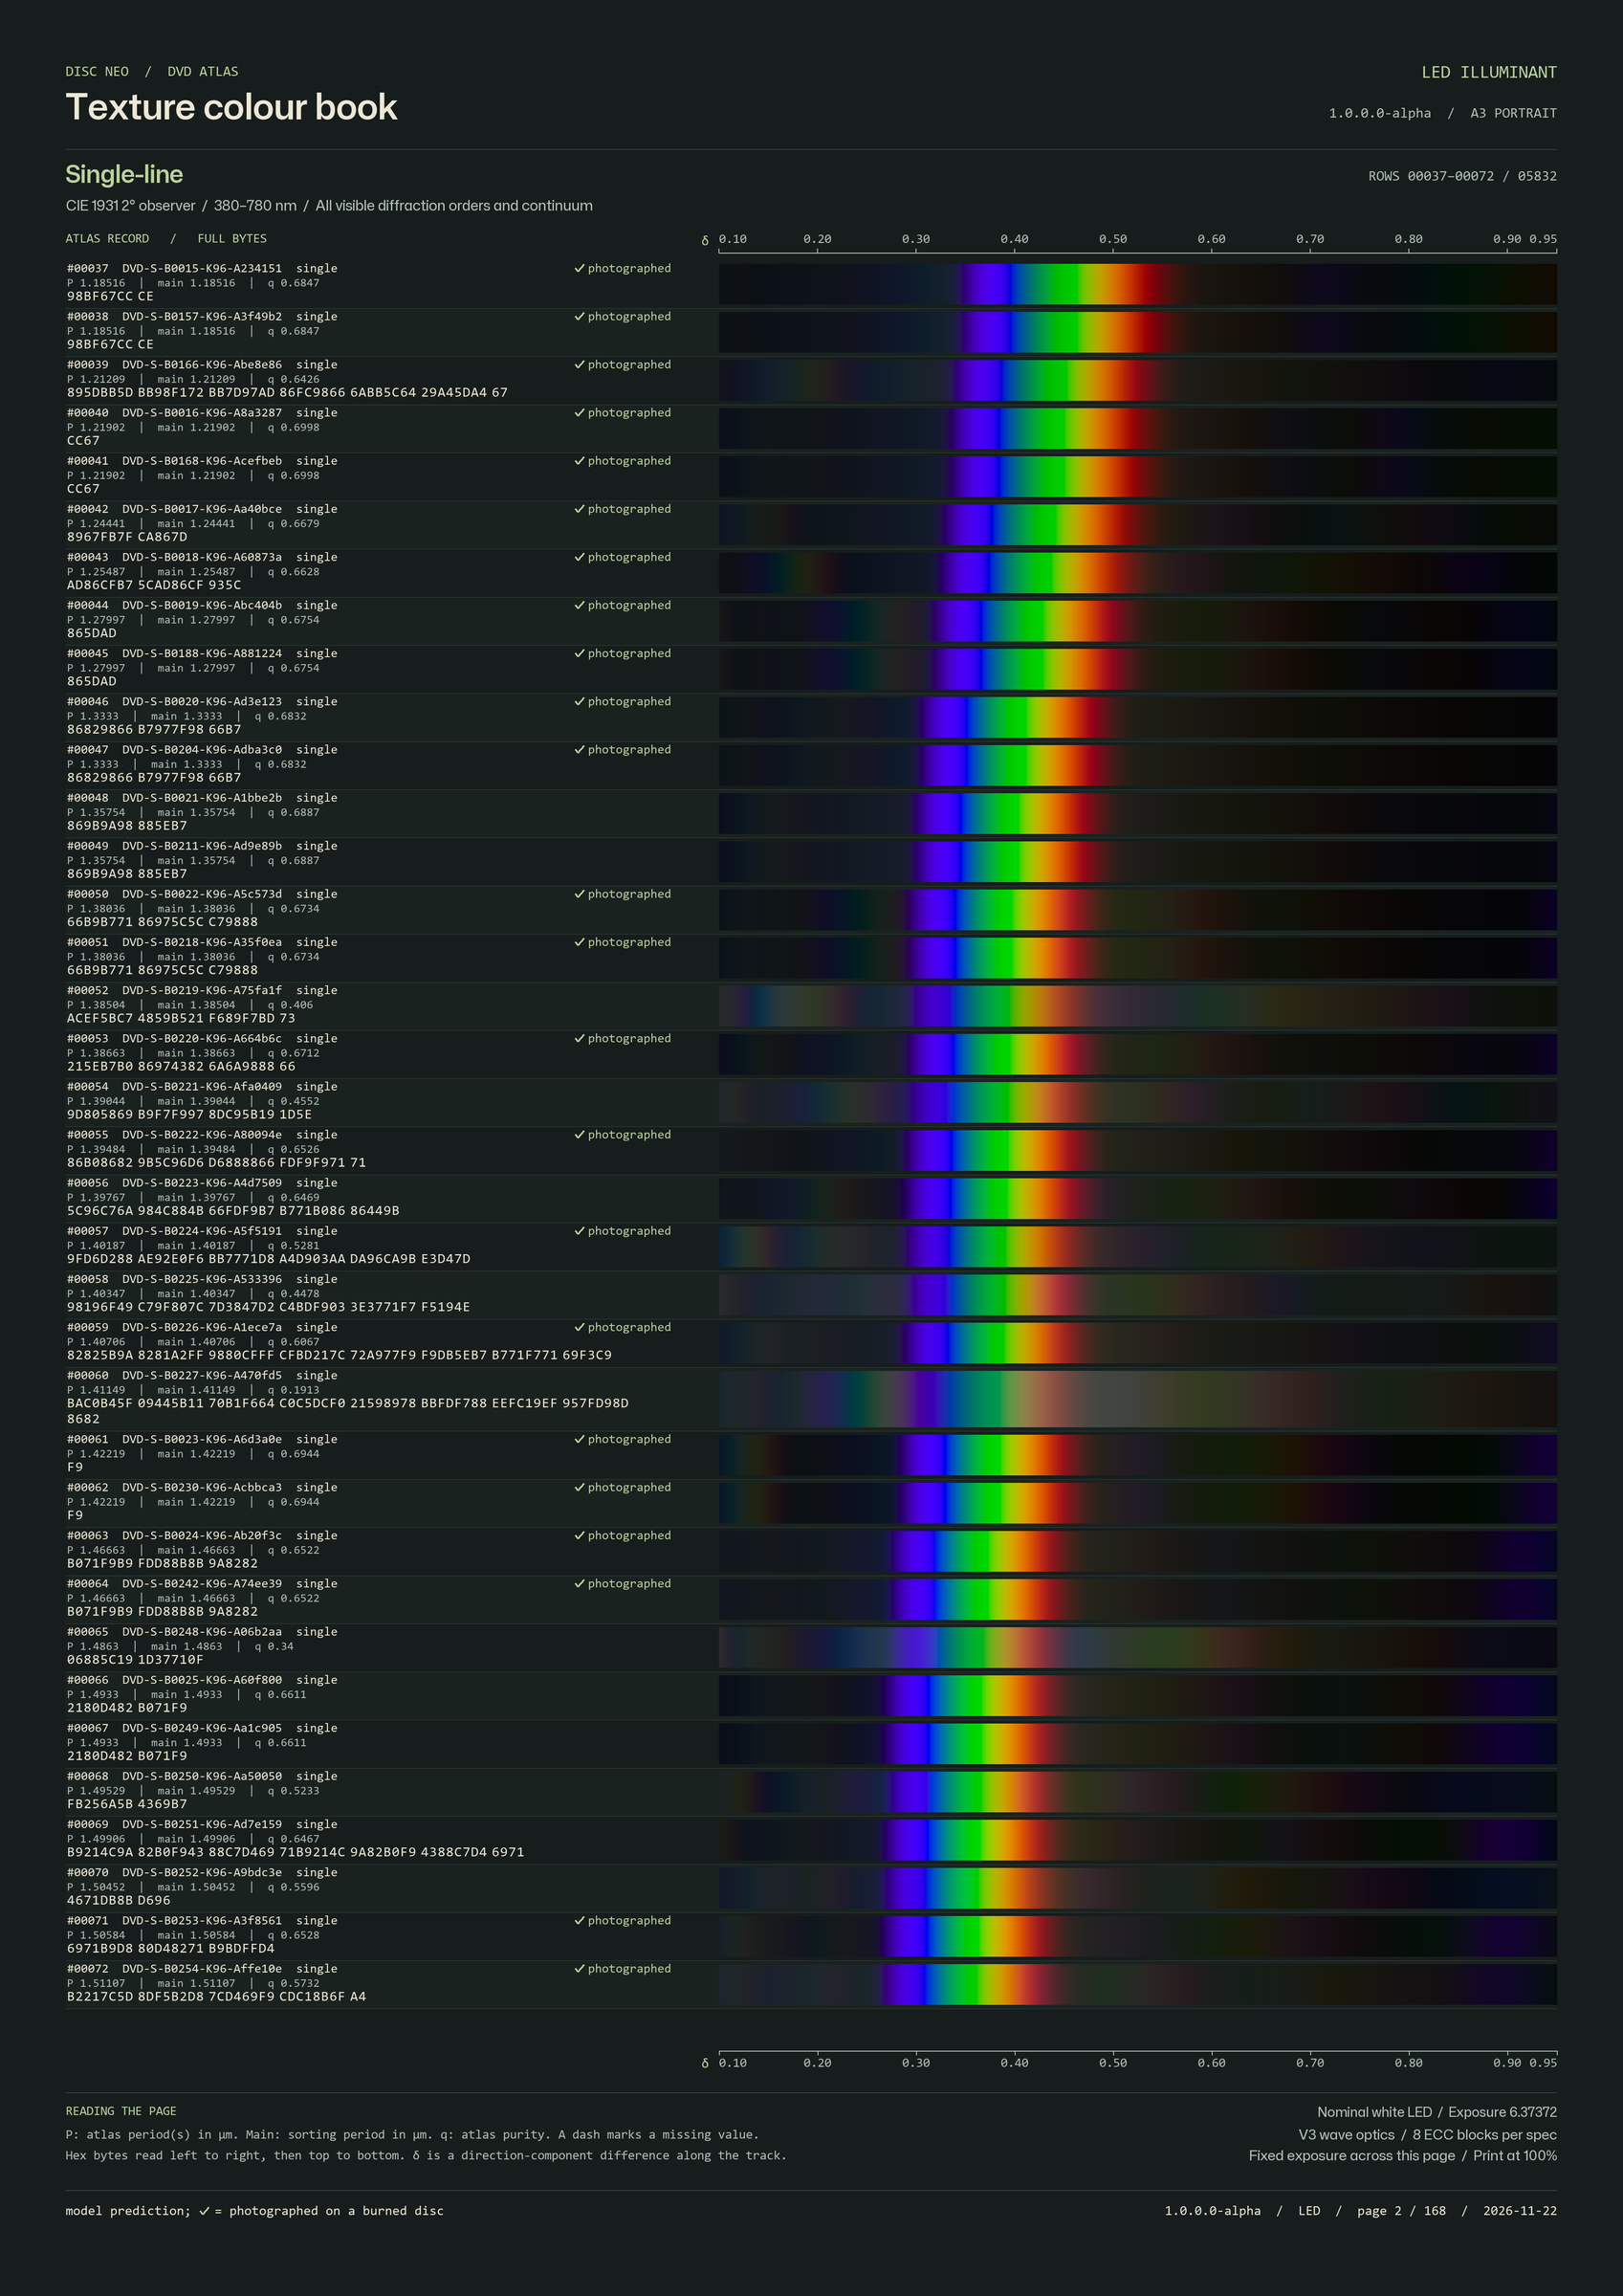 DISC NEO / DVD ATLAS
LED ILLUMINANT
Texture colour book
1.0.0.0-alpha / A3 PORTRAIT
Single-line
ROWS 00037–00072 / 05832
CIE 1931 2° observer / 380–780 nm / All visible diffraction orders and continuum
ATLAS RECORD / FULL BYTES
δ 0.10 0.20 0.30 0.40 0.50 0.60 0.70 0.80 0.90 0.95
#00037 DVD-S-B0015-K96-A234151 single ✓ photographed
P 1.18516 | main 1.18516 | q 0.6847
98BF67CC CE
#00038 DVD-S-B0157-K96-A3f49b2 single ✓ photographed
P 1.18516 | main 1.18516 | q 0.6847
98BF67CC CE
#00039 DVD-S-B0166-K96-Abe8e86 single ✓ photographed
P 1.21209 | main 1.21209 | q 0.6426
895DBB5D BB98F172 BB7D97AD 86FC9866 6ABB5C64 29A45DA4 67
#00040 DVD-S-B0016-K96-A8a3287 single ✓ photographed
P 1.21902 | main 1.21902 | q 0.6998
CC67
#00041 DVD-S-B0168-K96-Acefbeb single ✓ photographed
P 1.21902 | main 1.21902 | q 0.6998
CC67
#00042 DVD-S-B0017-K96-Aa40bce single ✓ photographed
P 1.24441 | main 1.24441 | q 0.6679
8967FB7F CA867D
#00043 DVD-S-B0018-K96-A60873a single ✓ photographed
P 1.25487 | main 1.25487 | q 0.6628
AD86CFB7 5CAD86CF 935C
#00044 DVD-S-B0019-K96-Abc404b single ✓ photographed
P 1.27997 | main 1.27997 | q 0.6754
865DAD
#00045 DVD-S-B0188-K96-A881224 single ✓ photographed
P 1.27997 | main 1.27997 | q 0.6754
865DAD
#00046 DVD-S-B0020-K96-Ad3e123 single ✓ photographed
P 1.3333 | main 1.3333 | q 0.6832
86829866 B7977F98 66B7
#00047 DVD-S-B0204-K96-Adba3c0 single ✓ photographed
P 1.3333 | main 1.3333 | q 0.6832
86829866 B7977F98 66B7
#00048 DVD-S-B0021-K96-A1bbe2b single
P 1.35754 | main 1.35754 | q 0.6887
869B9A98 885EB7
#00049 DVD-S-B0211-K96-Ad9e89b single
P 1.35754 | main 1.35754 | q 0.6887
869B9A98 885EB7
#00050 DVD-S-B0022-K96-A5c573d single ✓ photographed
P 1.38036 | main 1.38036 | q 0.6734
66B9B771 86975C5C C79888
#00051 DVD-S-B0218-K96-A35f0ea single ✓ photographed
P 1.38036 | main 1.38036 | q 0.6734
66B9B771 86975C5C C79888
#00052 DVD-S-B0219-K96-A75fa1f single
P 1.38504 | main 1.38504 | q 0.406
ACEF5BC7 4859B521 F689F7BD 73
#00053 DVD-S-B0220-K96-A664b6c single ✓ photographed
P 1.38663 | main 1.38663 | q 0.6712
215EB7B0 86974382 6A6A9888 66
#00054 DVD-S-B0221-K96-Afa0409 single
P 1.39044 | main 1.39044 | q 0.4552
9D805869 B9F7F997 8DC95B19 1D5E
#00055 DVD-S-B0222-K96-A80094e single ✓ photographed
P 1.39484 | main 1.39484 | q 0.6526
86B08682 9B5C96D6 D6888866 FDF9F971 71
#00056 DVD-S-B0223-K96-A4d7509 single
P 1.39767 | main 1.39767 | q 0.6469
5C96C76A 984C884B 66FDF9B7 B771B086 86449B
#00057 DVD-S-B0224-K96-A5f5191 single ✓ photographed
P 1.40187 | main 1.40187 | q 0.5281
9FD6D288 AE92E0F6 BB7771D8 A4D903AA DA96CA9B E3D47D
#00058 DVD-S-B0225-K96-A533396 single
P 1.40347 | main 1.40347 | q 0.4478
98196F49 C79F807C 7D3847D2 C4BDF903 3E3771F7 F5194E
#00059 DVD-S-B0226-K96-A1ece7a single ✓ photographed
P 1.40706 | main 1.40706 | q 0.6067
82825B9A 8281A2FF 9880CFFF CFBD217C 72A977F9 F9DB5EB7 B771F771 69F3C9
#00060 DVD-S-B0227-K96-A470fd5 single
P 1.41149 | main 1.41149 | q 0.1913
BAC0B45F 09445B11 70B1F664 C0C5DCF0 21598978 BBFDF788 EEFC19EF 957FD98D
8682
#00061 DVD-S-B0023-K96-A6d3a0e single ✓ photographed
P 1.42219 | main 1.42219 | q 0.6944
F9
#00062 DVD-S-B0230-K96-Acbbca3 single ✓ photographed
P 1.42219 | main 1.42219 | q 0.6944
F9
#00063 DVD-S-B0024-K96-Ab20f3c single ✓ photographed
P 1.46663 | main 1.46663 | q 0.6522
B071F9B9 FDD88B8B 9A8282
#00064 DVD-S-B0242-K96-A74ee39 single ✓ photographed
P 1.46663 | main 1.46663 | q 0.6522
B071F9B9 FDD88B8B 9A8282
#00065 DVD-S-B0248-K96-A06b2aa single
P 1.4863 | main 1.4863 | q 0.34
06885C19 1D37710F
#00066 DVD-S-B0025-K96-A60f800 single
P 1.4933 | main 1.4933 | q 0.6611
2180D482 B071F9
#00067 DVD-S-B0249-K96-Aa1c905 single
P 1.4933 | main 1.4933 | q 0.6611
2180D482 B071F9
#00068 DVD-S-B0250-K96-Aa50050 single
P 1.49529 | main 1.49529 | q 0.5233
FB256A5B 4369B7
#00069 DVD-S-B0251-K96-Ad7e159 single
P 1.49906 | main 1.49906 | q 0.6467
B9214C9A 82B0F943 88C7D469 71B9214C 9A82B0F9 4388C7D4 6971
#00070 DVD-S-B0252-K96-A9bdc3e single
P 1.50452 | main 1.50452 | q 0.5596
4671DB8B D696
#00071 DVD-S-B0253-K96-A3f8561 single ✓ photographed
P 1.50584 | main 1.50584 | q 0.6528
6971B9D8 80D48271 B9BDFFD4
#00072 DVD-S-B0254-K96-Affe10e single ✓ photographed
P 1.51107 | main 1.51107 | q 0.5732
B2217C5D 8DF5B2D8 7CD469F9 CDC18B6F A4
δ 0.10 0.20 0.30 0.40 0.50 0.60 0.70 0.80 0.90 0.95
READING THE PAGE
Nominal white LED / Exposure 6.37372
P: atlas period(s) in μm. Main: sorting period in μm. q: atlas purity. A dash marks a missing value.
V3 wave optics / 8 ECC blocks per spec
Hex bytes read left to right, then top to bottom. δ is a direction-component difference along the track.
Fixed exposure across this page / Print at 100%
model prediction; ✓ = photographed on a burned disc
1.0.0.0-alpha / LED / page 2 / 168 / 2026-11-22